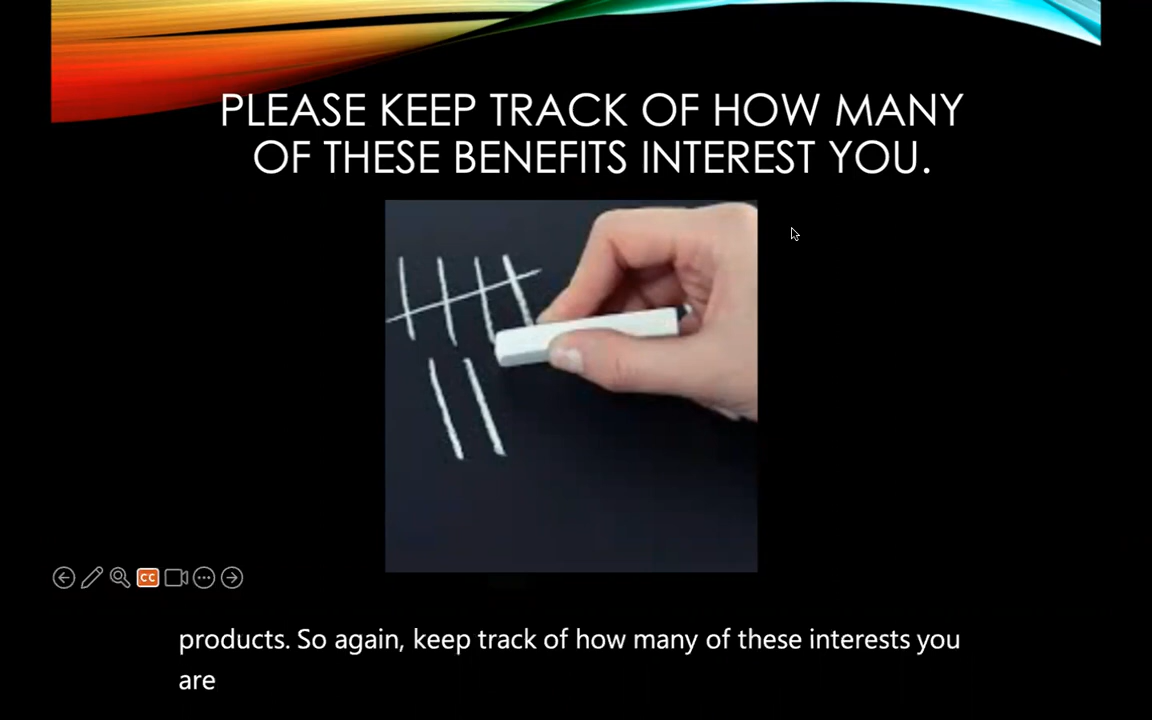 PLEASE KEEP TRACK OF HOW MANY
OF THESE BENEFITS INTEREST YOU.
CC
products. So again, keep track of how many of these interests you
are